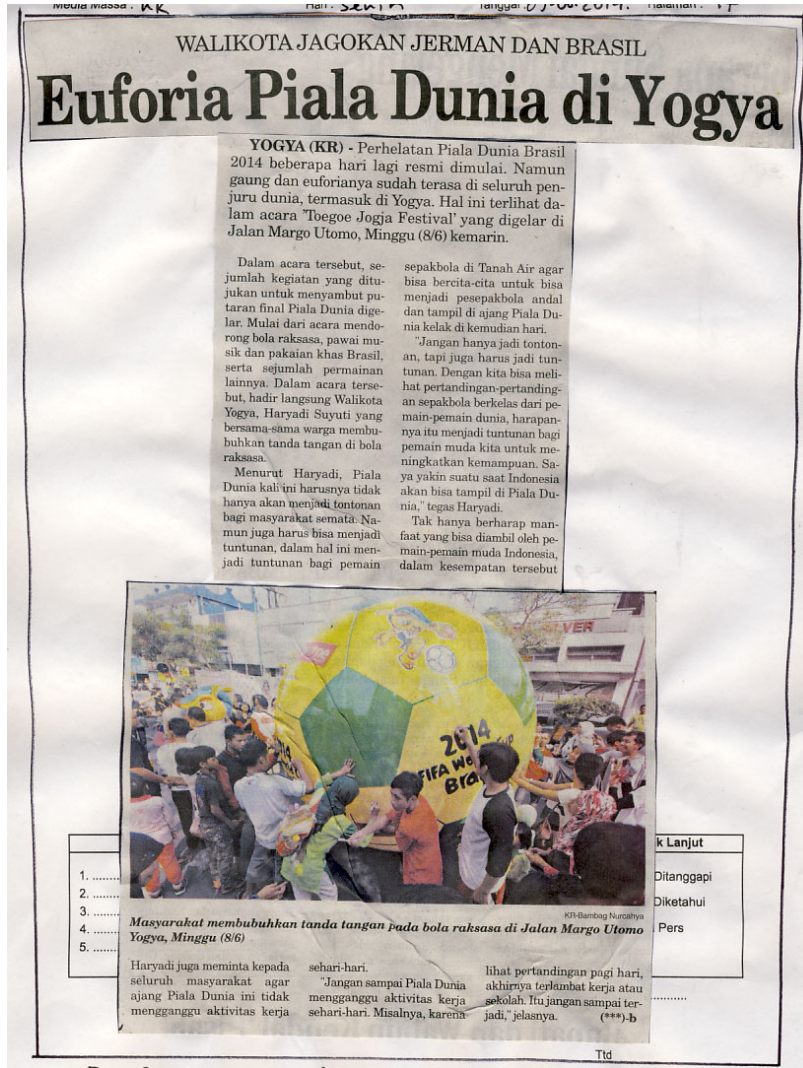 Media Massa : KR Hari : Senin Tanggal : Halaman :
WALIKOTA JAGOKAN JERMAN DAN BRASIL
Euforia Piala Dunia di Yogya
YOGYA (KR) - Perhelatan Piala Dunia Brasil
2014 beberapa hari lagi resmi dimulai. Namun
gaung dan euforianya sudah terasa di seluruh pen-
juru dunia, termasuk di Yogya. Hal ini terlihat da-
lam acara 'Toegoe Jogja Festival' yang digelar di
Jalan Margo Utomo, Minggu (8/6) kemarin.
Dalam acara tersebut, se-
jumlah kegiatan yang ditu-
jukan untuk menyambut pu-
taran final Piala Dunia dige-
lar. Mulai dari acara mendo-
rong bola raksasa, pawai mu-
sik dan pakaian khas Brasil,
serta sejumlah permainan
lainnya. Dalam acara terse-
but, hadir langsung Walikota
Yogya, Haryadi Suyuti yang
bersama-sama warga membu-
buhkan tanda tangan di bola
raksasa.
Menurut Haryadi, Piala
Dunia kali ini harusnya tidak
hanya akan menjadi tontonan
bagi masyarakat semata. Na-
mun juga harus bisa menjadi
tuntunan, dalam hal ini men-
jadi tuntunan bagi pemain
sepakbola di Tanah Air agar
bisa bercita-cita untuk bisa
menjadi pesepakbola andal
dan tampil di ajang Piala Du-
nia kelak di kemudian hari.
"Jangan hanya jadi tonton-
an, tapi juga harus jadi tun-
tunan. Dengan kita bisa meli-
hat pertandingan-pertanding-
an sepakbola berkelas dari pe-
main-pemain dunia, harapan-
nya itu menjadi tuntunan bagi
pemain muda kita untuk me-
ningkatkan kemampuan. Sa-
ya yakin suatu saat Indonesia
akan bisa tampil di Piala Du-
nia," tegas Haryadi.
Tak hanya berharap man-
faat yang bisa diambil oleh pe-
main-pemain muda Indonesia,
dalam kesempatan tersebut
2014
FIFA World Cup
KR-Bambag Nurcahya
Masyarakat membubuhkan tanda tangan pada bola raksasa di Jalan Margo Utomo
Yogya, Minggu (8/6)
Haryadi juga meminta kepada
seluruh masyarakat agar
ajang Piala Dunia ini tidak
mengganggu aktivitas kerja
sehari-hari.
"Jangan sampai Piala Dunia
mengganggu aktivitas kerja
sehari-hari. Misalnya, karena
lihat pertandingan pagi hari,
akhirnya terlambat kerja atau
sekolah. Itu jangan sampai ter-
jadi," jelasnya. (***)-b
1. ........
2. ........
3. ........
4. ........
5. ........
k Lanjut
Ditanggapi
Diketahui
Pers
Ttd